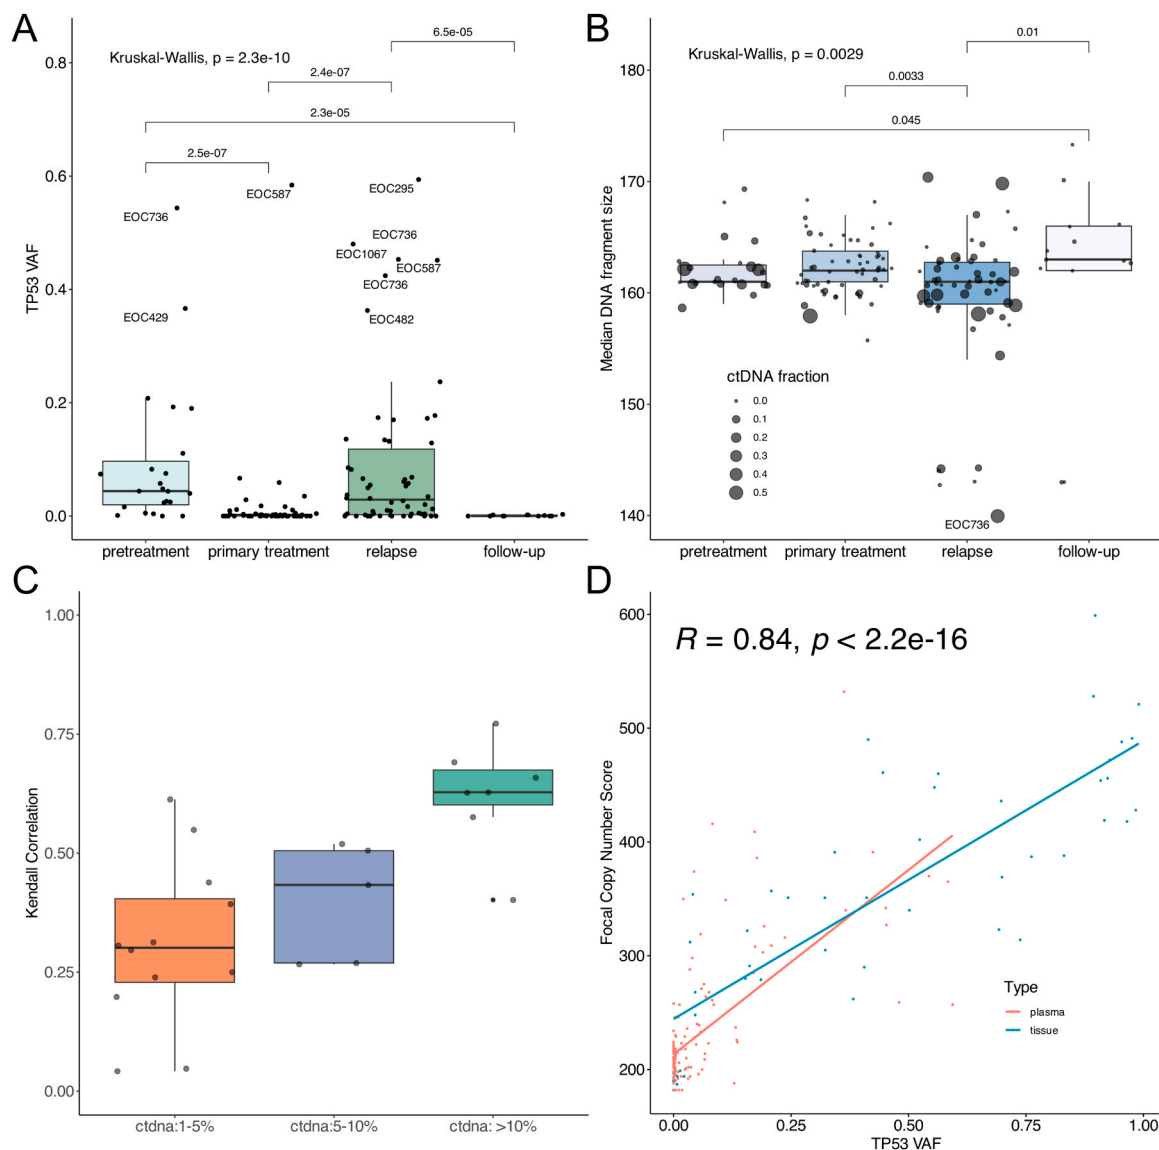 A
Kruskal-Wallis, p = 2.3e-10
6.5e-05
2.4e-07
2.3e-05
2.5e-07
TP53 VAF
0.8
0.6
0.4
0.2
0.0
EOC736
EOC429
EOC587
EOC295
EOC736
EOC1067
EOC587
EOC736
EOC482
pretreatment
primary treatment
relapse
follow-up
B
Kruskal-Wallis, p = 0.0029
0.01
0.0033
0.045
Median DNA fragment size
180
170
160
150
140
ctDNA fraction
0.0
0.1
0.2
0.3
0.4
0.5
EOC736
pretreatment
primary treatment
relapse
follow-up
C
Kendall Correlation
1.00
0.75
0.50
0.25
0.00
ctdna:1-5%
ctdna:5-10%
ctdna: >10%
D
R = 0.84, p < 2.2e-16
Focal Copy Number Score
600
500
400
300
200
Type
plasma
tissue
0.00
0.25
0.50
0.75
1.00
TP53 VAF